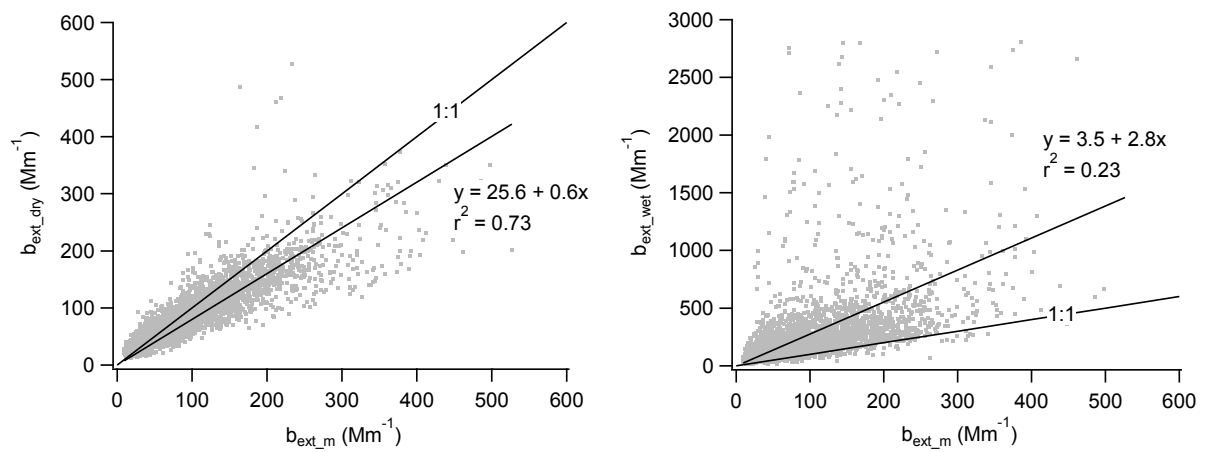 600
500
400
300
200
100
0
b_ext_dry (Mm⁻¹)
1:1
y = 25.6 + 0.6x
r² = 0.73
0 100 200 300 400 500 600
b_ext_m (Mm⁻¹)
3000
2500
2000
1500
1000
500
0
b_ext_wet (Mm⁻¹)
y = 3.5 + 2.8x
r² = 0.23
1:1
0 100 200 300 400 500 600
b_ext_m (Mm⁻¹)